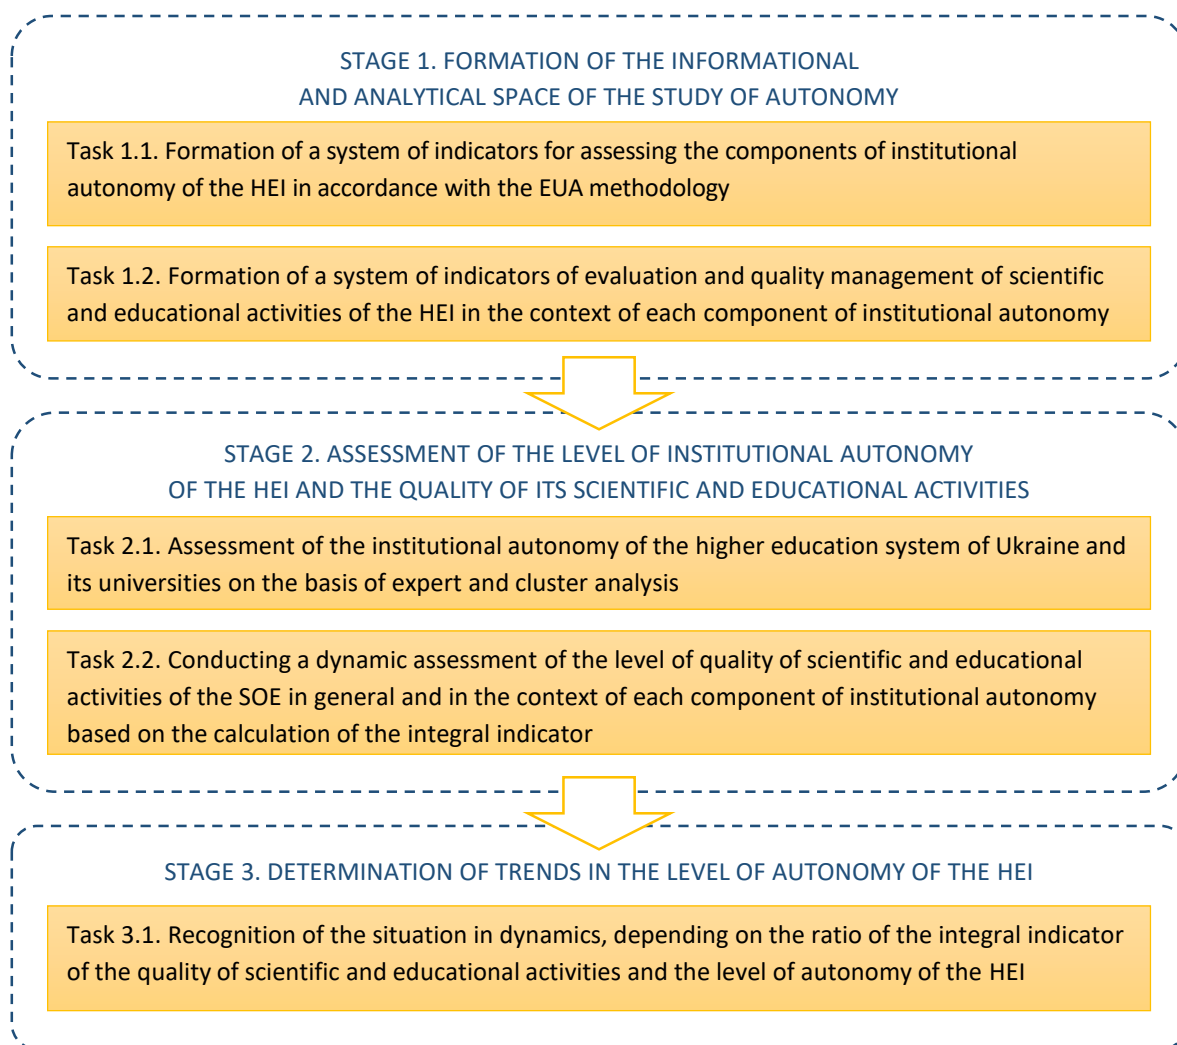 STAGE 1. FORMATION OF THE INFORMATIONAL
AND ANALYTICAL SPACE OF THE STUDY OF AUTONOMY
Task 1.1. Formation of a system of indicators for assessing the components of institutional
autonomy of the HEI in accordance with the EUA methodology
Task 1.2. Formation of a system of indicators of evaluation and quality management of scientific
and educational activities of the HEI in the context of each component of institutional autonomy
STAGE 2. ASSESSMENT OF THE LEVEL OF INSTITUTIONAL AUTONOMY
OF THE HEI AND THE QUALITY OF ITS SCIENTIFIC AND EDUCATIONAL ACTIVITIES
Task 2.1. Assessment of the institutional autonomy of the higher education system of Ukraine and
its universities on the basis of expert and cluster analysis
Task 2.2. Conducting a dynamic assessment of the level of quality of scientific and educational
activities of the SOE in general and in the context of each component of institutional autonomy
based on the calculation of the integral indicator
STAGE 3. DETERMINATION OF TRENDS IN THE LEVEL OF AUTONOMY OF THE HEI
Task 3.1. Recognition of the situation in dynamics, depending on the ratio of the integral indicator
of the quality of scientific and educational activities and the level of autonomy of the HEI